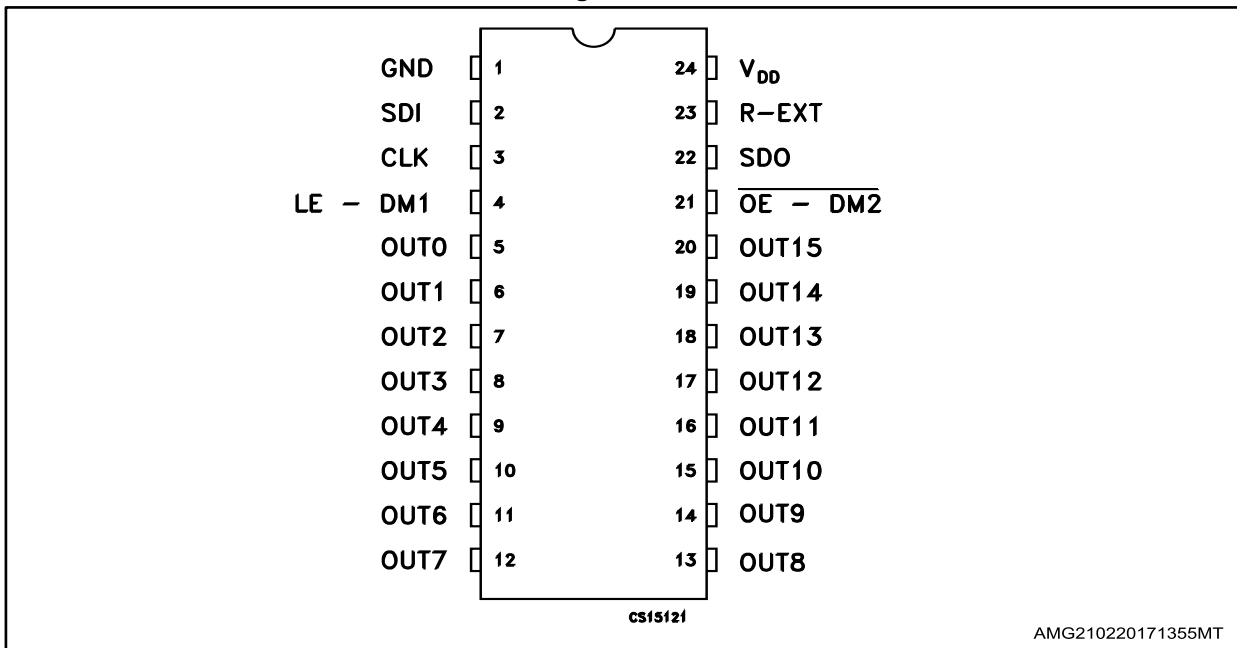 GND 1 24 VDD
SDI 2 23 R-EXT
CLK 3 22 SDO
LE - DM1 4 21 OE - DM2
OUT0 5 20 OUT15
OUT1 6 19 OUT14
OUT2 7 18 OUT13
OUT3 8 17 OUT12
OUT4 9 16 OUT11
OUT5 10 15 OUT10
OUT6 11 14 OUT9
OUT7 12 13 OUT8
CS15121
AMG210220171355MT